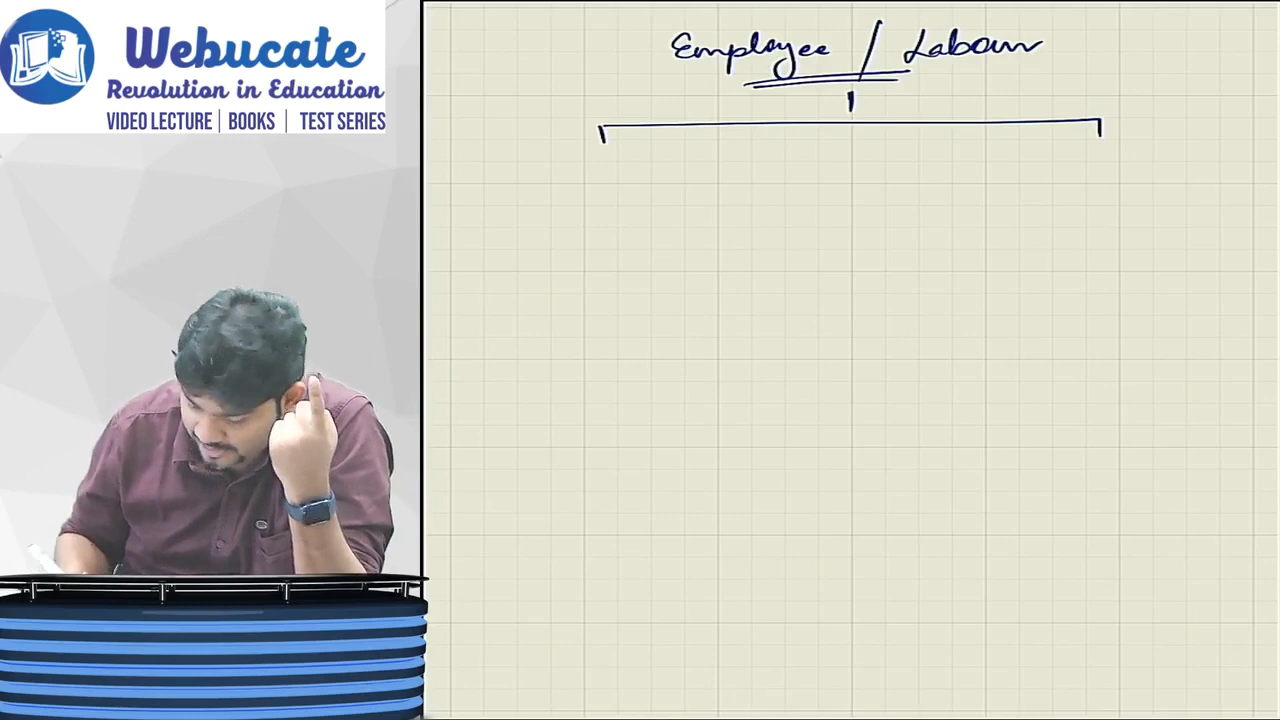 Webucate
Revolution in Education
VIDEO LECTURE | BOOKS | TEST SERIES
Employee / Labour